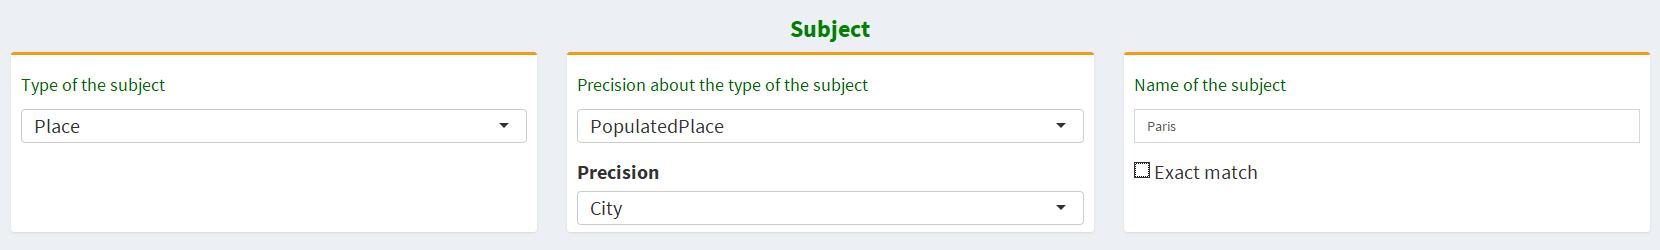 Subject
Type of the subject
Place
Precision about the type of the subject
PopulatedPlace
Precision
City
Name of the subject
Paris
Exact match